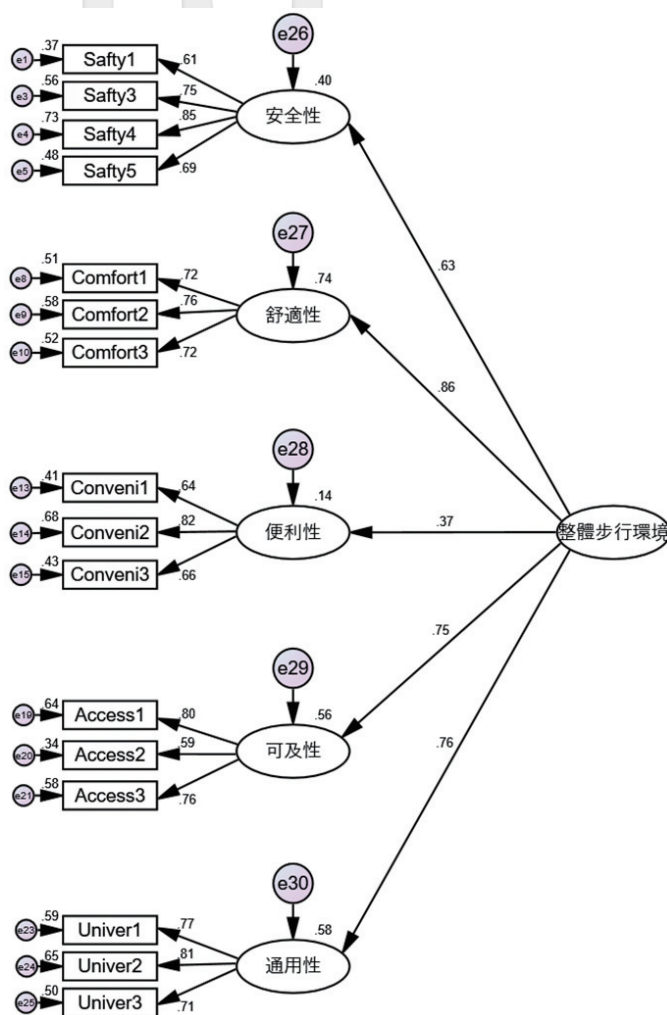 e26
.37
e1
Safty1
.61
.40
.56
e3
Safty3
.75
安全性
.73
e4
Safty4
.85
.48
e5
Safty5
.69
.63
e27
.51
e8
Comfort1
.72
.74
.58
e9
Comfort2
.76
舒適性
.52
e10
Comfort3
.72
.86
e28
.41
e13
Conveni1
.64
.14
.68
e14
Conveni2
.82
便利性
.37
整體步行環境
.43
e15
Conveni3
.66
.75
e29
.64
e19
Access1
.80
.56
.34
e20
Access2
.59
可及性
.76
.58
e21
Access3
.76
e30
.59
e23
Univer1
.77
.58
.65
e24
Univer2
.81
通用性
.50
e25
Univer3
.71